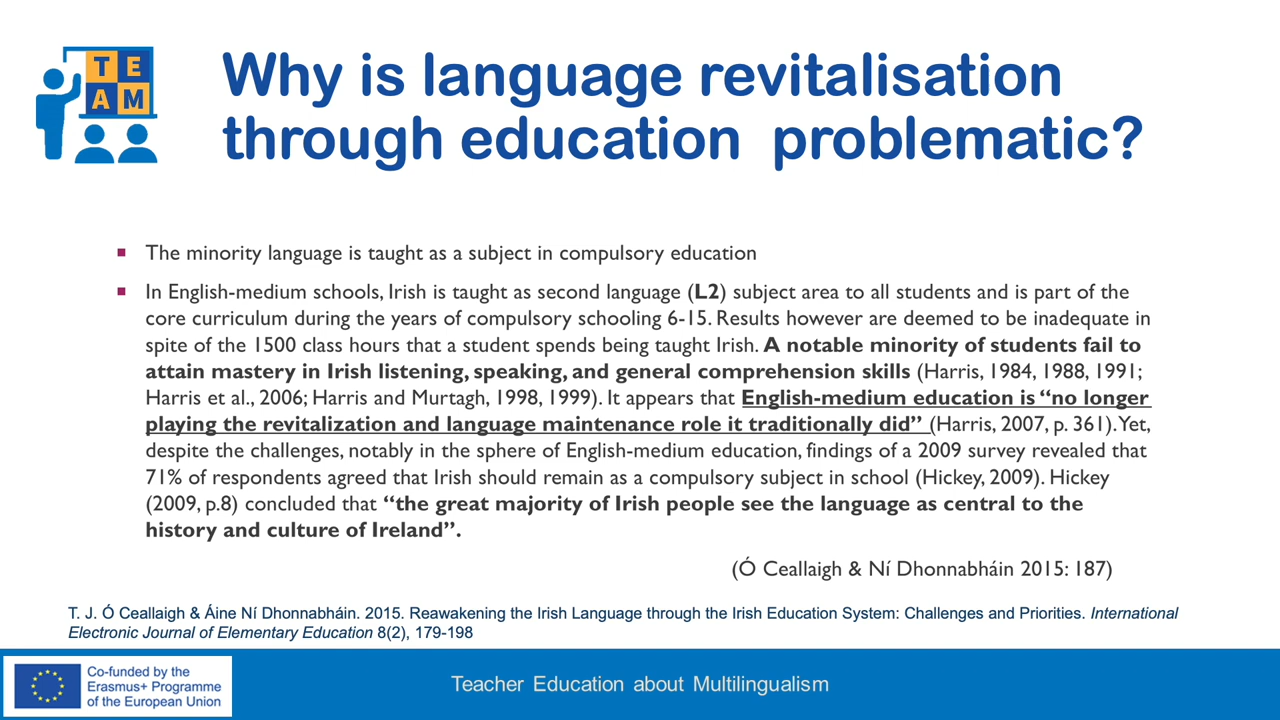 T E
A M
Why is language revitalisation
through education  problematic?
▪ The minority language is taught as a subject in compulsory education
▪ In English-medium schools, Irish is taught as second language (L2) subject area to all students and is part of the
core curriculum during the years of compulsory schooling 6-15. Results however are deemed to be inadequate in
spite of the 1500 class hours that a student spends being taught Irish. A notable minority of students fail to
attain mastery in Irish listening, speaking, and general comprehension skills (Harris, 1984, 1988, 1991;
Harris et al., 2006; Harris and Murtagh, 1998, 1999). It appears that English-medium education is “no longer
playing the revitalization and language maintenance role it traditionally did” (Harris, 2007, p. 361). Yet,
despite the challenges, notably in the sphere of English-medium education, findings of a 2009 survey revealed that
71% of respondents agreed that Irish should remain as a compulsory subject in school (Hickey, 2009). Hickey
(2009, p.8) concluded that “the great majority of Irish people see the language as central to the
history and culture of Ireland”.
(Ó Ceallaigh & Ní Dhonnabháin 2015: 187)
T. J. Ó Ceallaigh & Áine Ní Dhonnabháin. 2015. Reawakening the Irish Language through the Irish Education System: Challenges and Priorities. International
Electronic Journal of Elementary Education 8(2), 179-198
Co-funded by the
Erasmus+ Programme
of the European Union
Teacher Education about Multilingualism